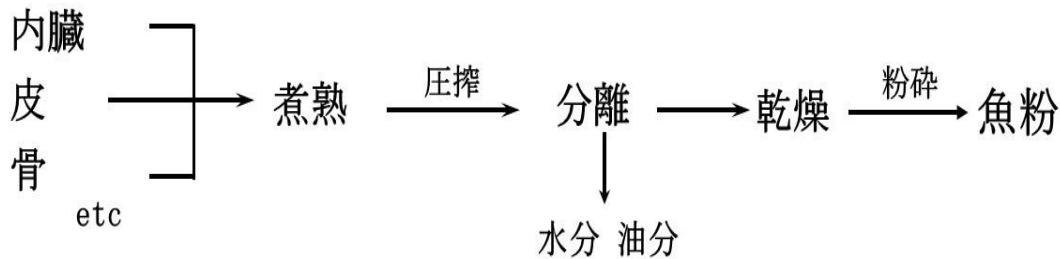 内臓
皮
骨
etc
煮熟
圧搾
分離
水分 油分
乾燥
粉砕
魚粉